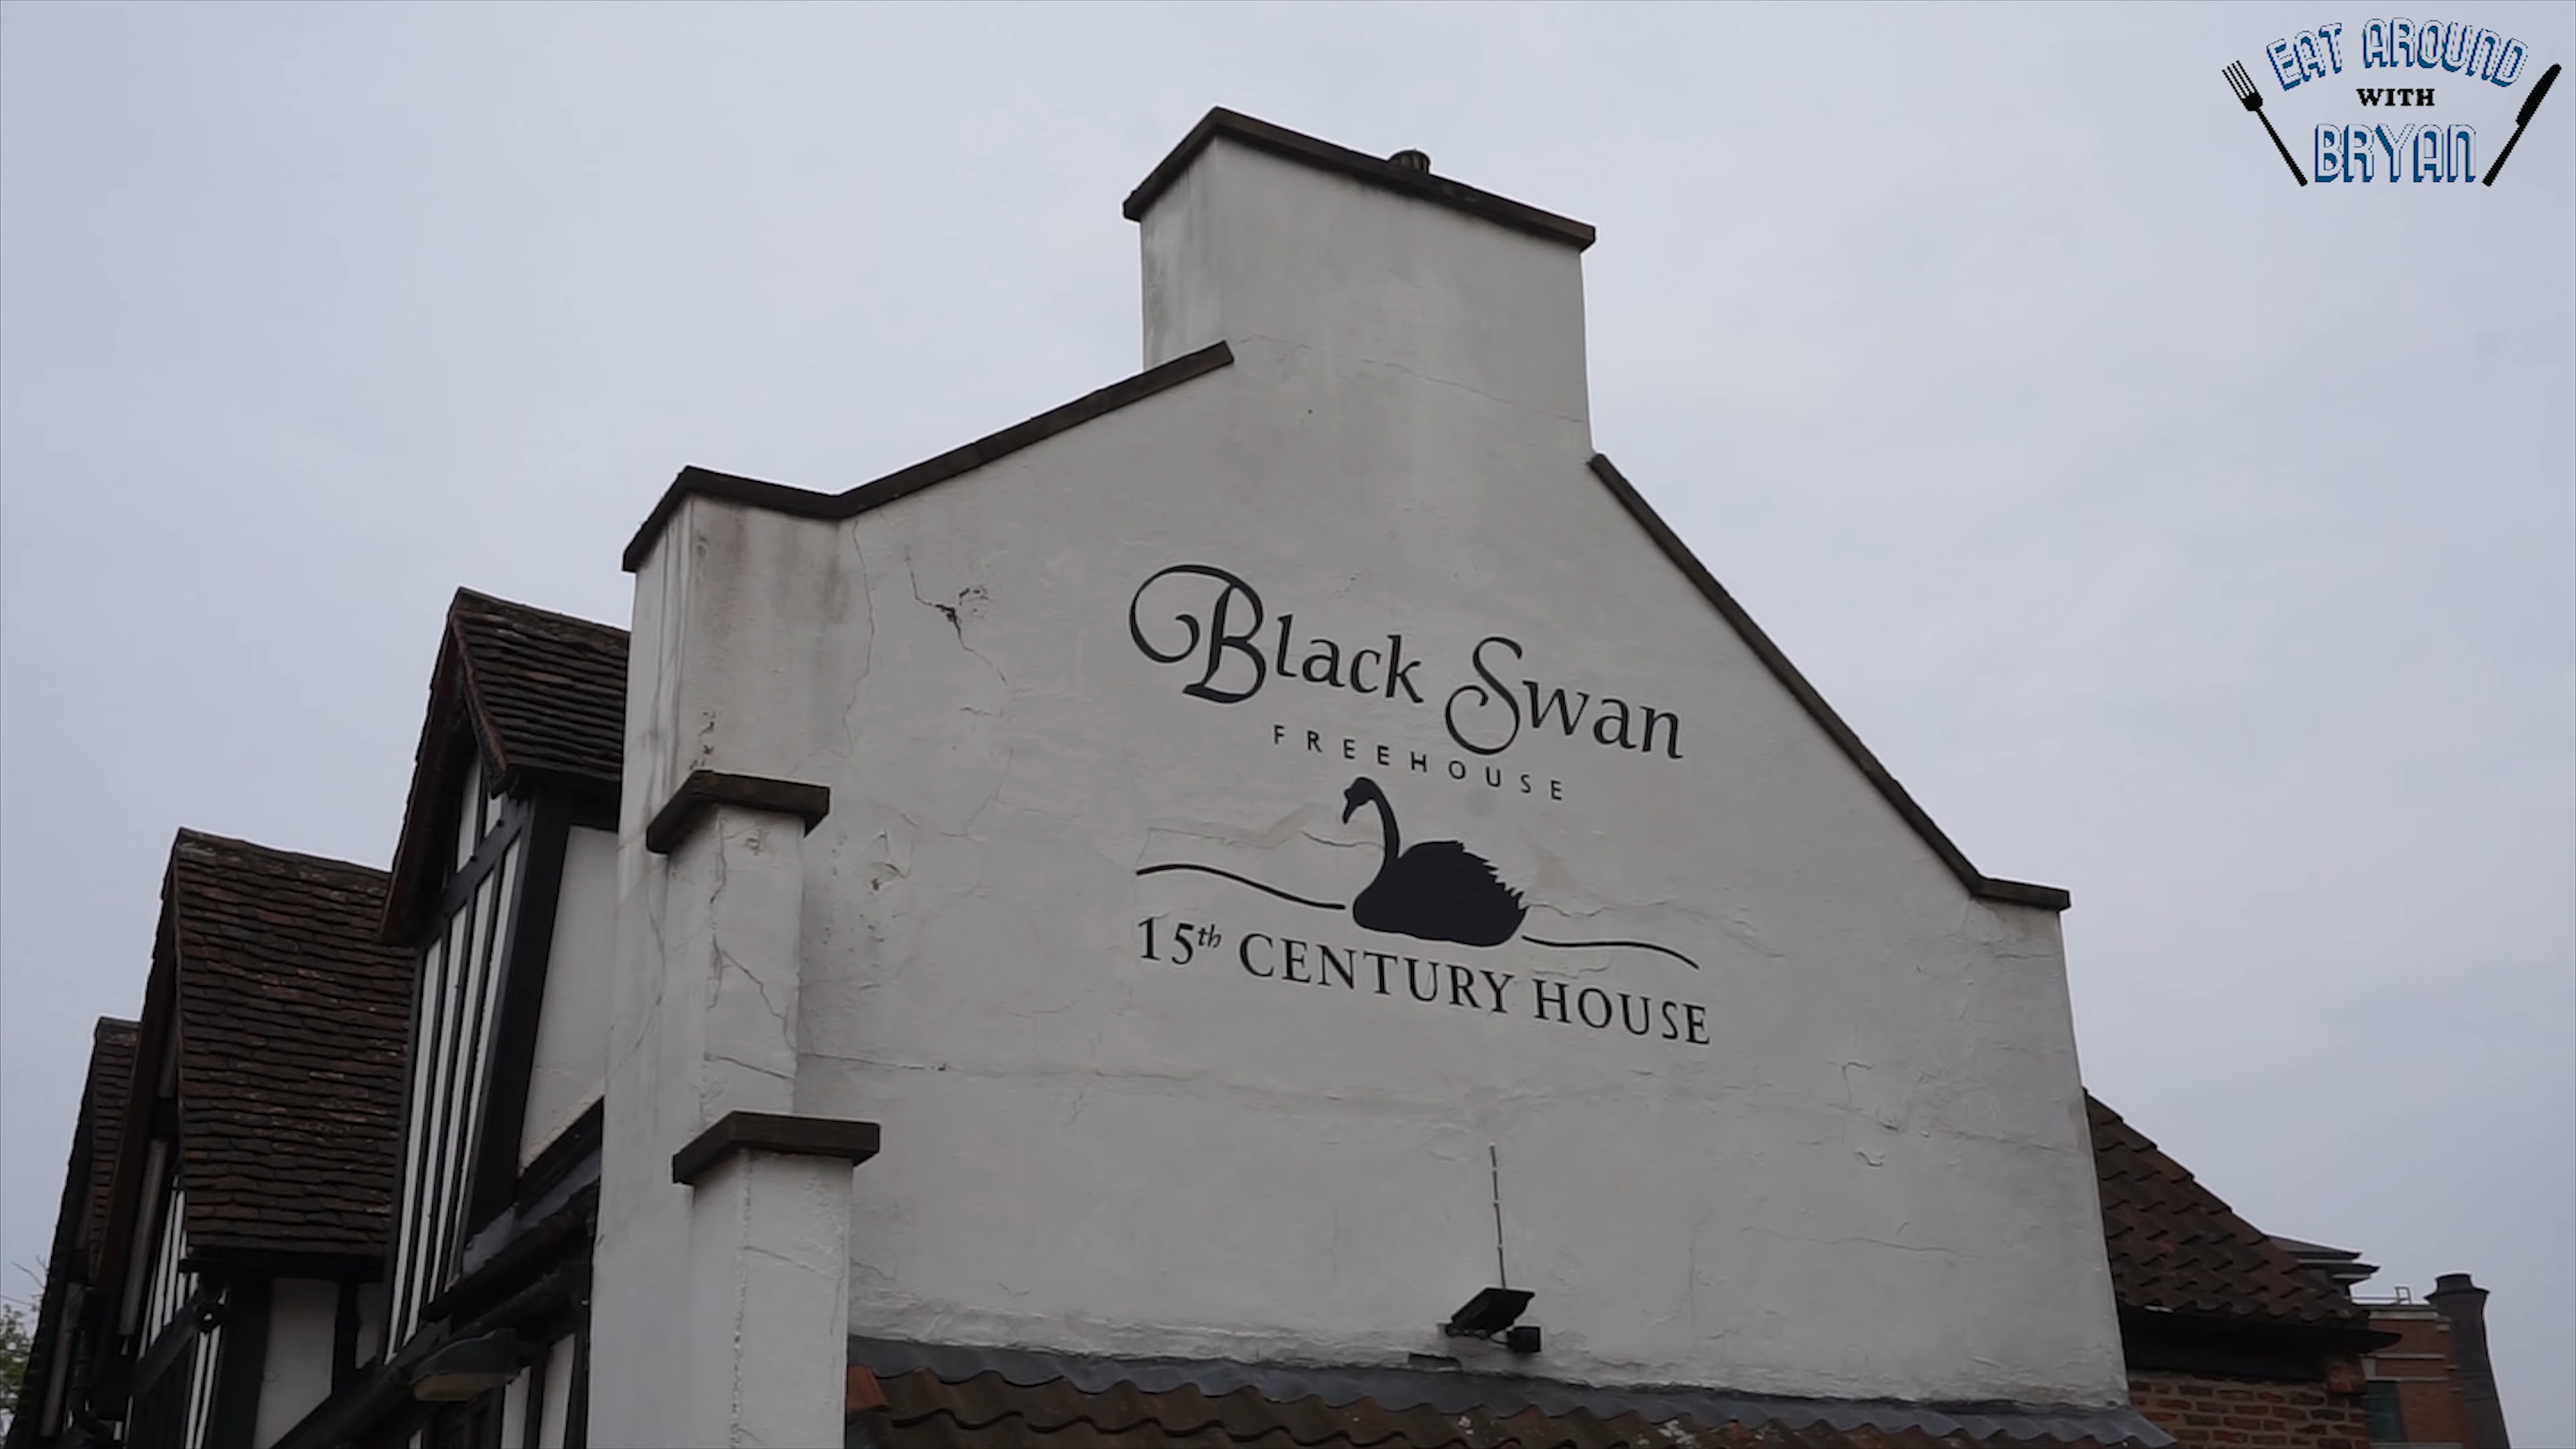 EAT AROUND
WITH
BRYAN
Black Swan
FREEHOUSE
15th CENTURY HOUSE